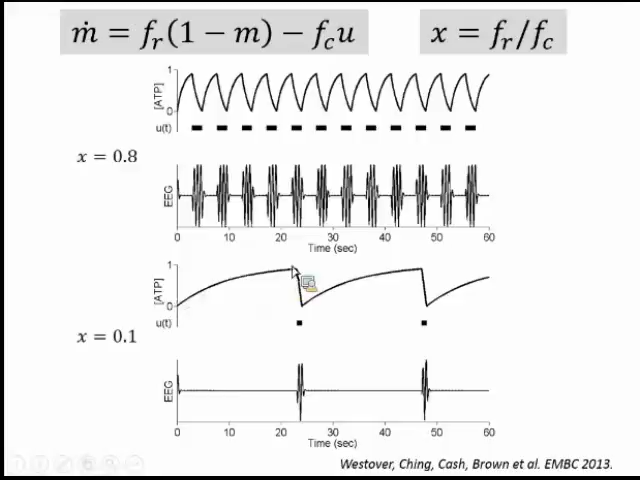 ṁ = f_r(1 − m) − f_c u
x = f_r/f_c
1
[ATP]
0
u(t)
x = 0.8
EEG
0 10 20 30 40 50 60
Time (sec)
1
[ATP]
0
u(t)
x = 0.1
EEG
0 10 20 30 40 50 60
Time (sec)
Westover, Ching, Cash, Brown et al. EMBC 2013.